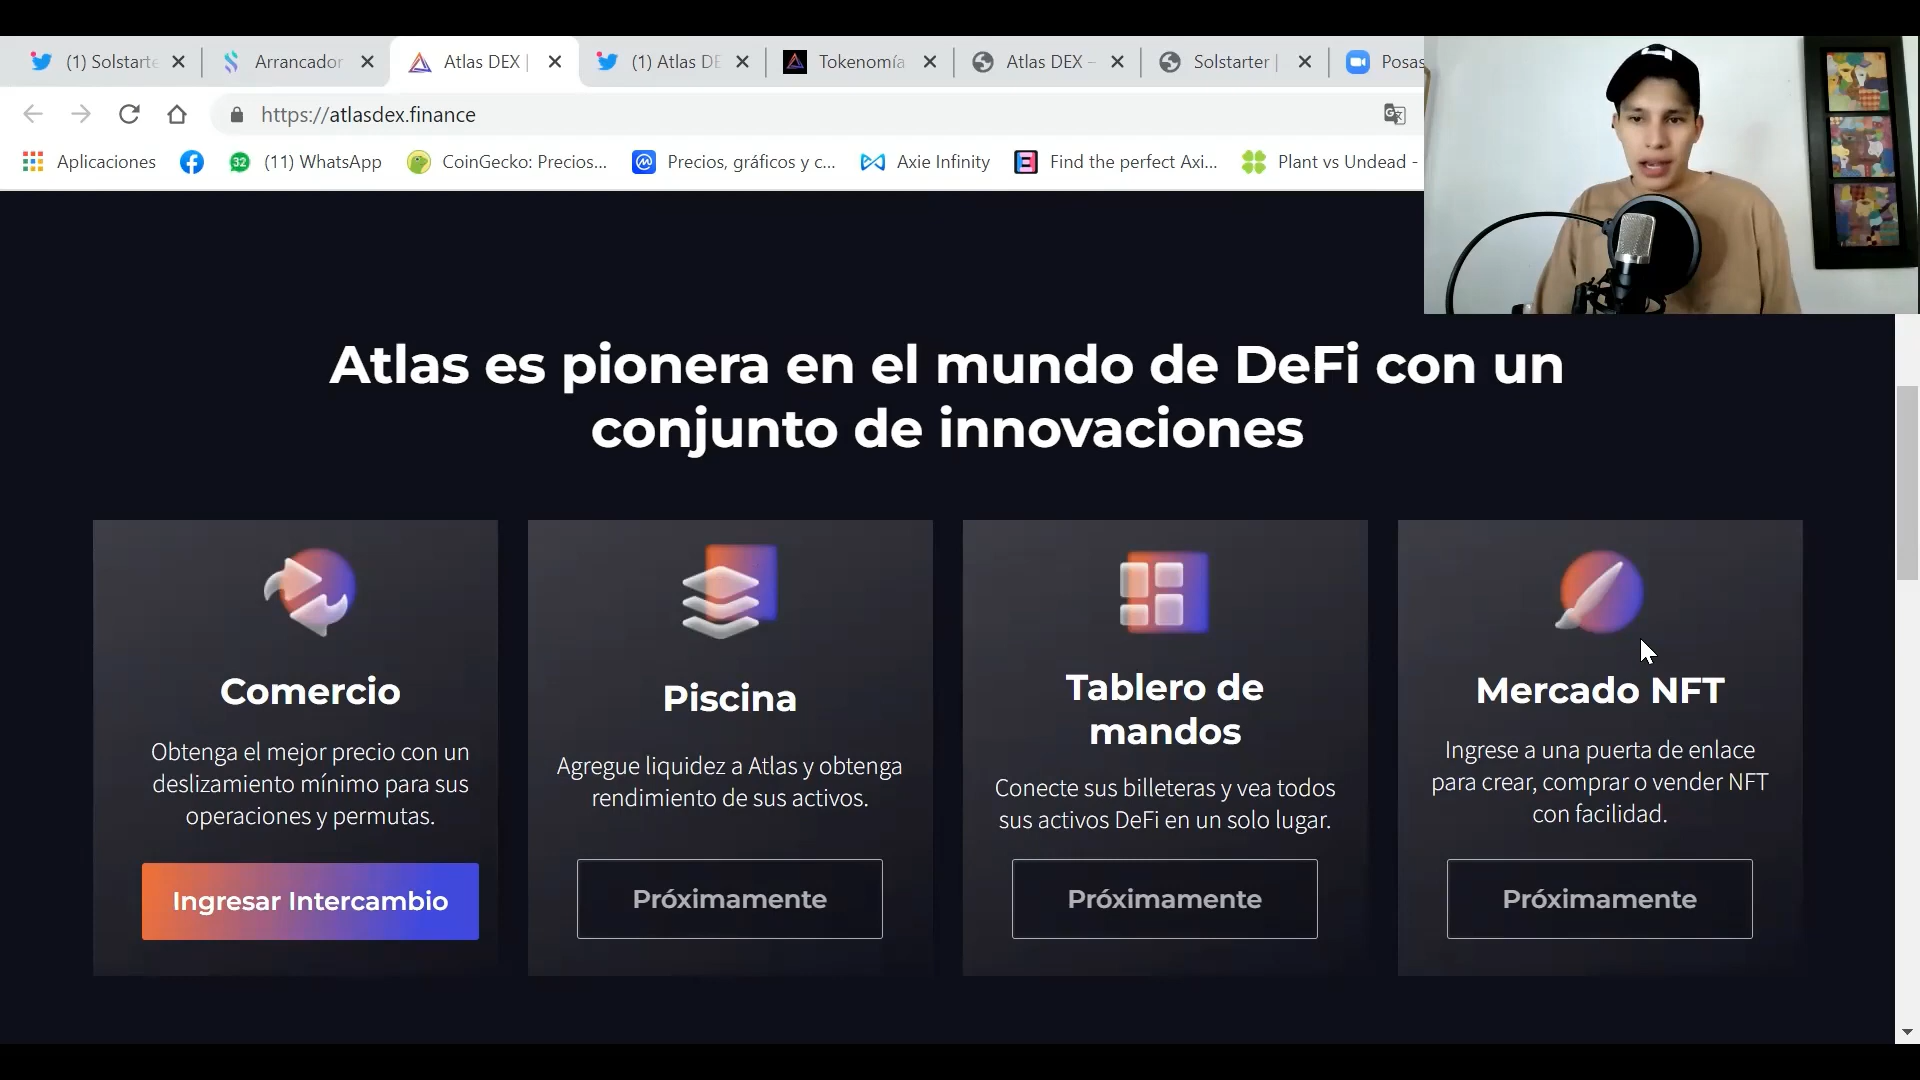 (1) Solstarte
Arrancador
Atlas DEX |
(1) Atlas DE
Tokenomía
Atlas DEX –
Solstarter |
Posas
https://atlasdex.finance
Aplicaciones
32
(11) WhatsApp
CoinGecko: Precios...
Precios, gráficos y c...
Axie Infinity
Find the perfect Axi...
Plant vs Undead -
Atlas es pionera en el mundo de DeFi con un
conjunto de innovaciones
Comercio
Obtenga el mejor precio con un
deslizamiento mínimo para sus
operaciones y permutas.
Ingresar Intercambio
Piscina
Agregue liquidez a Atlas y obtenga
rendimiento de sus activos.
Próximamente
Tablero de
mandos
Conecte sus billeteras y vea todos
sus activos DeFi en un solo lugar.
Próximamente
Mercado NFT
Ingrese a una puerta de enlace
para crear, comprar o vender NFT
con facilidad.
Próximamente